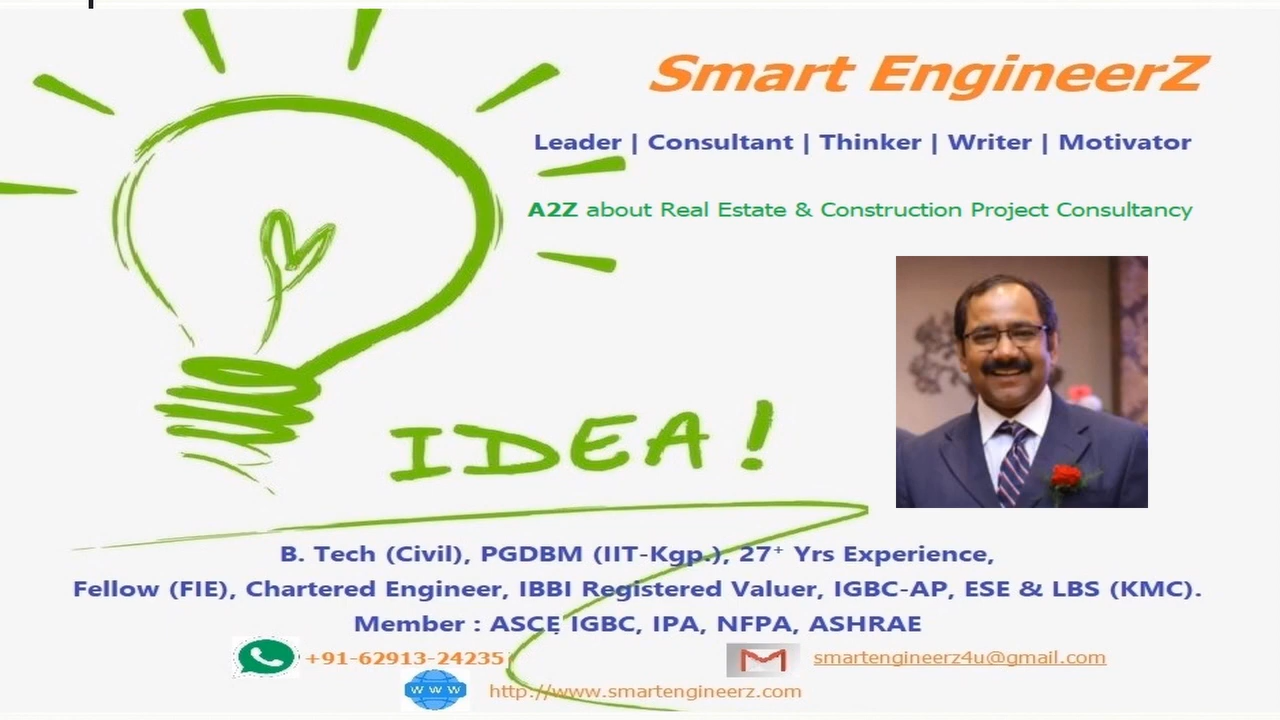 Smart EngineerZ
Leader | Consultant | Thinker | Writer | Motivator
A2Z about Real Estate & Construction Project Consultancy
IDEA!
B. Tech (Civil), PGDBM (IIT-Kgp.), 27+ Yrs Experience,
Fellow (FIE), Chartered Engineer, IBBI Registered Valuer, IGBC-AP, ESE & LBS (KMC).
Member : ASCE, IGBC, IPA, NFPA, ASHRAE
+91-62913-24235 smartengineerz4u@gmail.com
WWW http://www.smartengineerz.com